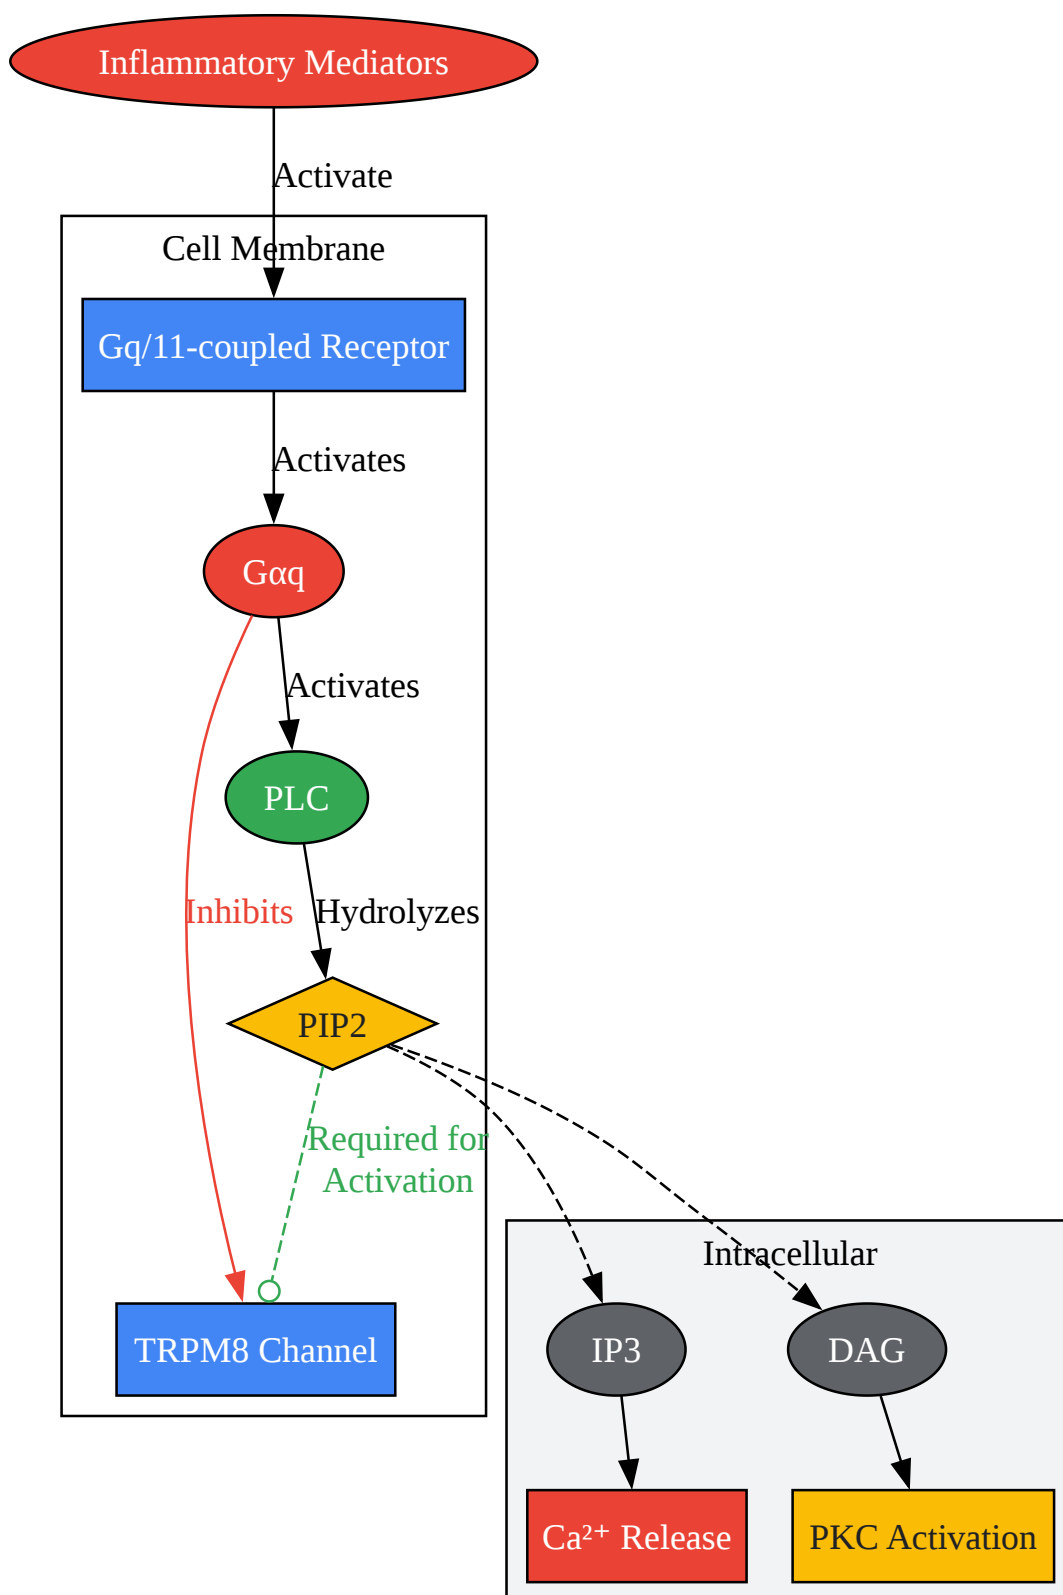 Inflammatory Mediators
Activate
Cell Membrane
Gq/11-coupled Receptor
Activates
Gαq
Activates
PLC
Inhibits
Hydrolyzes
PIP2
Required for
Activation
Intracellular
TRPM8 Channel
IP3
DAG
Ca²⁺ Release
PKC Activation